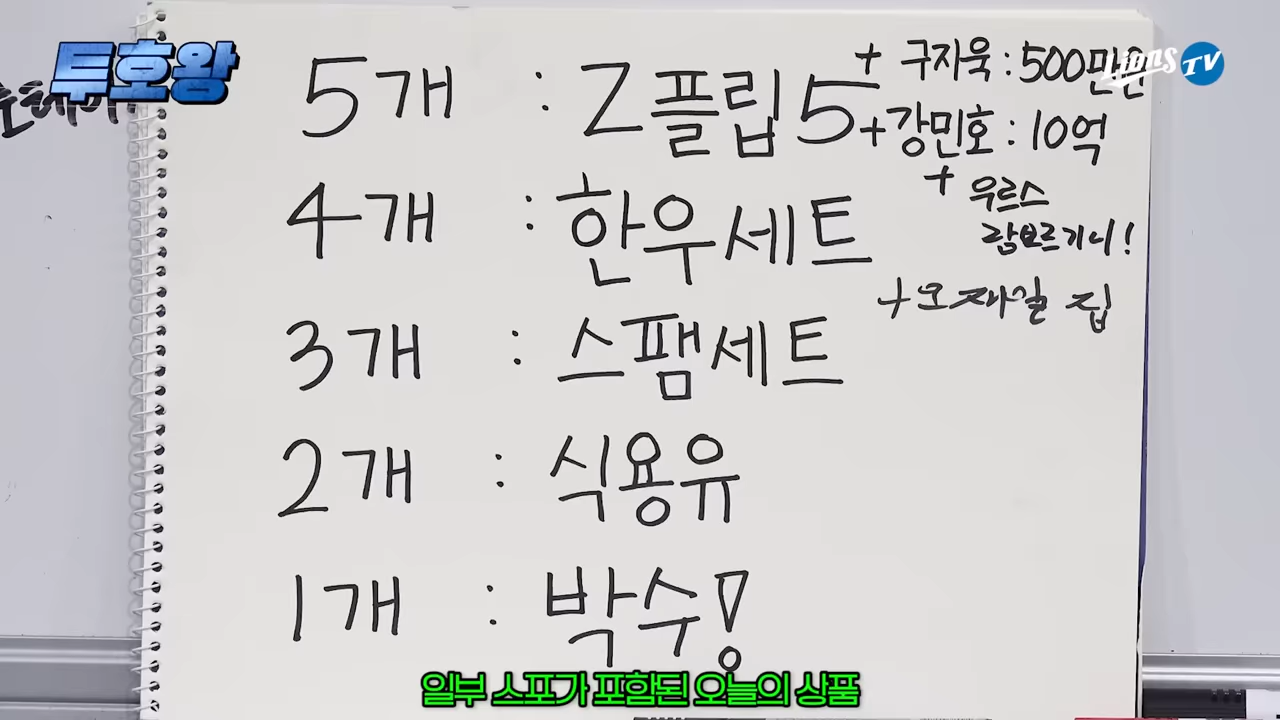 투호왕
Lions TV
5개 : Z플립5
+ 구자욱 : 500만원
+강민호 : 10억
+ 우르스
람보르기니!
+오재일 집
4개 : 한우세트
3개 : 스팸세트
2개 : 식용유
1개 : 박수!
일부 스포가 포함된 오늘의 상품